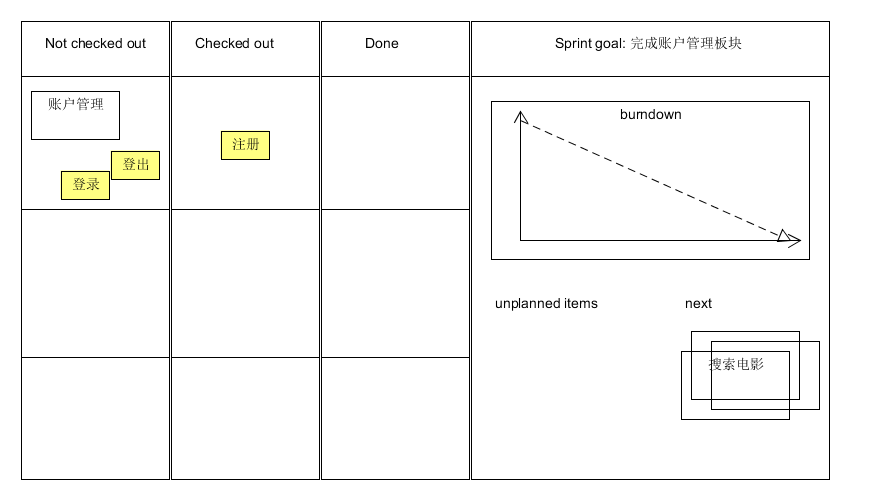 Not checked out
Checked out
Done
Sprint goal: 完成账户管理板块
账户管理
登出
登录
注册
burndown
unplanned items
next
搜索电影